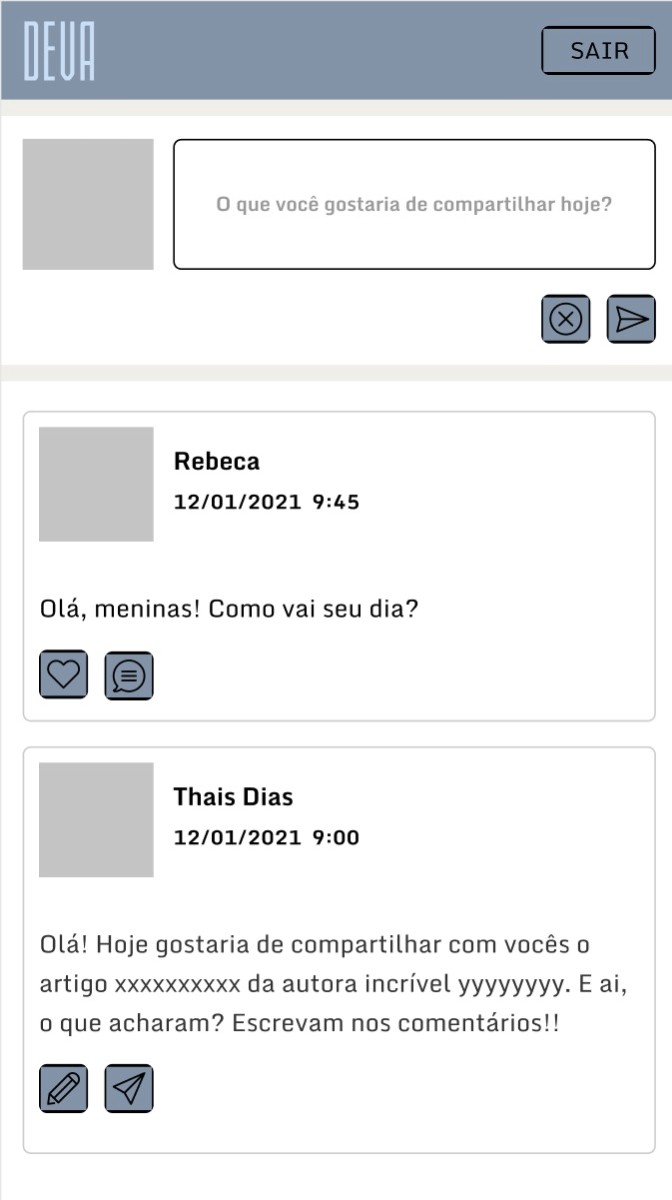 DEVA
SAIR
O que você gostaria de compartilhar hoje?
Rebeca
12/01/2021 9:45
Olá, meninas! Como vai seu dia?
Thais Dias
12/01/2021 9:00
Olá! Hoje gostaria de compartilhar com vocês o
artigo xxxxxxxxxx da autora incrível yyyyyyyy. E ai,
o que acharam? Escrevam nos comentários!!